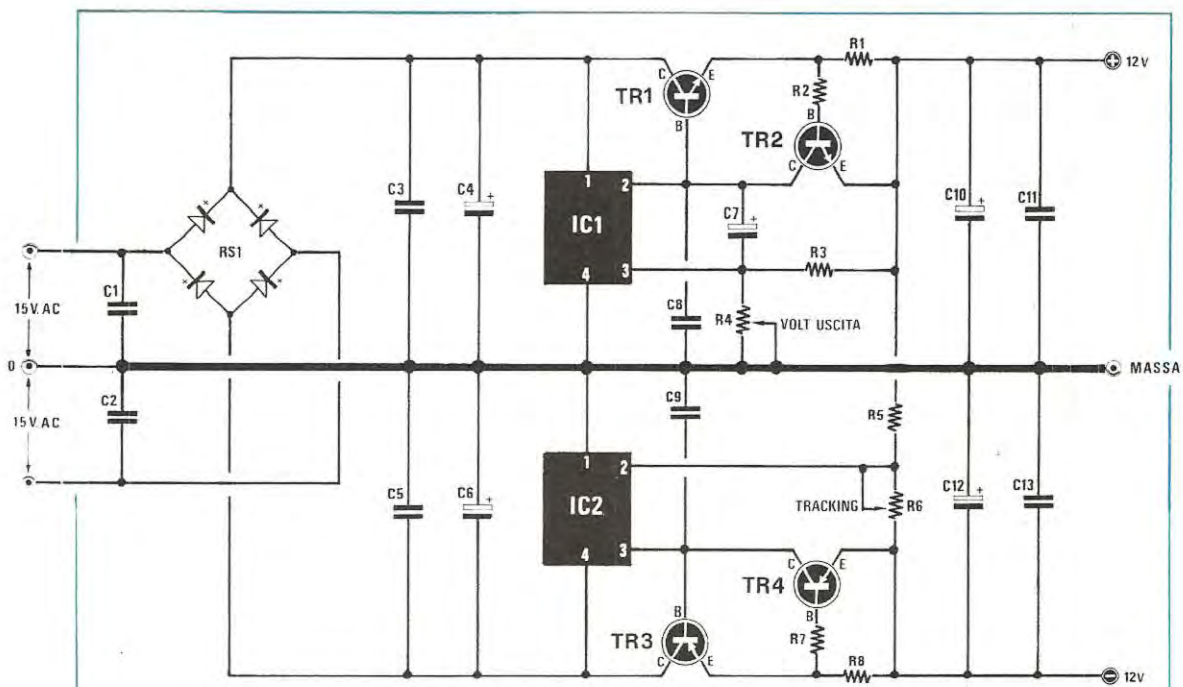 R1
12V
C
E
TR1
R2
B
B
TR2
C
E
C3
C4
+
1
2
IC1
C7
+
C10
+
C11
RS1
3
R3
4
15V. AC
C1
C8
R4
VOLT USCITA
0
MASSA
15V. AC
C2
C9
R5
1
2
C5
C6
+
IC2
TRACKING
R6
C12
+
C13
3
C
E
4
TR4
B
B
R7
TR3
C
E
R8
12V